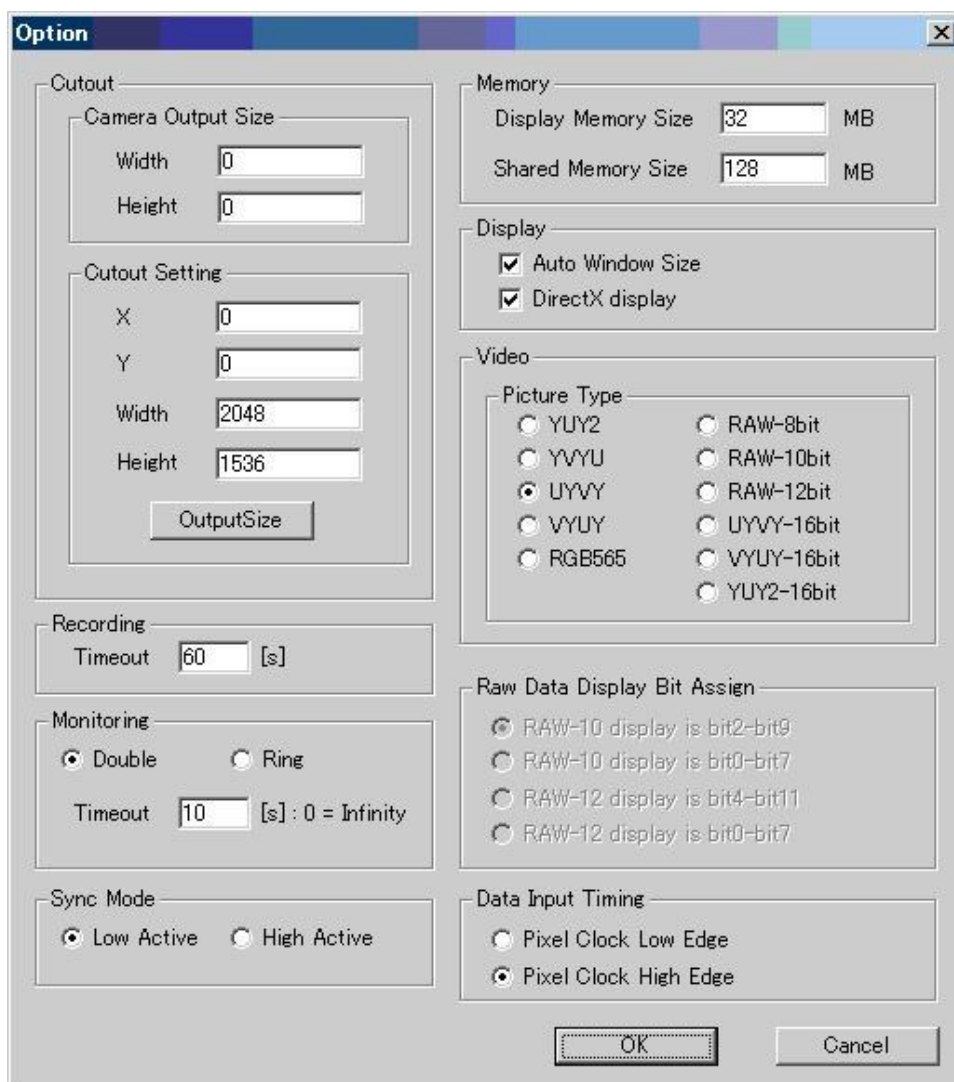 Option
Cutout
Camera Output Size
Width 0
Height 0
Cutout Setting
X 0
Y 0
Width 2048
Height 1536
OutputSize
Recording
Timeout 60 [s]
Monitoring
Double Ring
Timeout 10 [s] : 0 = Infinity
Sync Mode
Low Active High Active
Memory
Display Memory Size 32 MB
Shared Memory Size 128 MB
Display
Auto Window Size
DirectX display
Video
Picture Type
YUY2 RAW-8bit
YVYU RAW-10bit
UYVY RAW-12bit
VYUY UYVY-16bit
RGB565 VYUY-16bit
YUY2-16bit
Raw Data Display Bit Assign
RAW-10 display is bit2-bit9
RAW-10 display is bit0-bit7
RAW-12 display is bit4-bit11
RAW-12 display is bit0-bit7
Data Input Timing
Pixel Clock Low Edge
Pixel Clock High Edge
OK Cancel